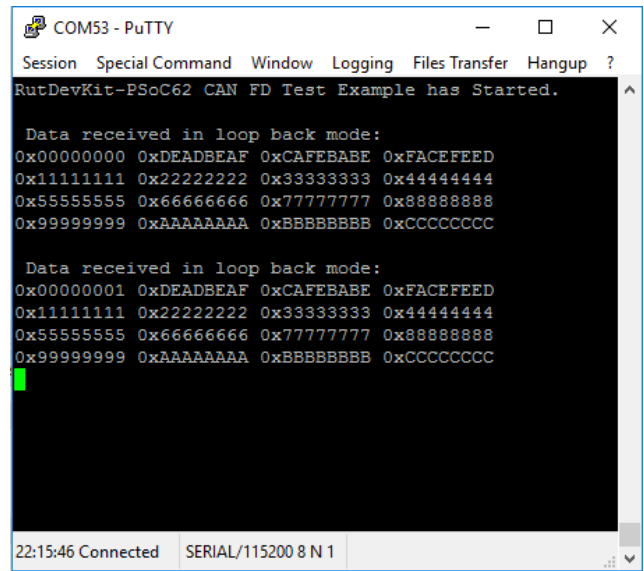 COM53 - PuTTY
Session Special Command Window Logging Files Transfer Hangup ?
RutDevKit-PSoC62 CAN FD Test Example has Started.
Data received in loop back mode:
0x00000000 0xDEADBEAF 0xCAFEBABE 0xFACEFEED
0x11111111 0x22222222 0x33333333 0x44444444
0x55555555 0x66666666 0x77777777 0x88888888
0x99999999 0xAAAAAAAA 0xBBBBBBBB 0xCCCCCCCC
Data received in loop back mode:
0x00000001 0xDEADBEAF 0xCAFEBABE 0xFACEFEED
0x11111111 0x22222222 0x33333333 0x44444444
0x55555555 0x66666666 0x77777777 0x88888888
0x99999999 0xAAAAAAAA 0xBBBBBBBB 0xCCCCCCCC
22:15:46 Connected SERIAL/115200 8 N 1